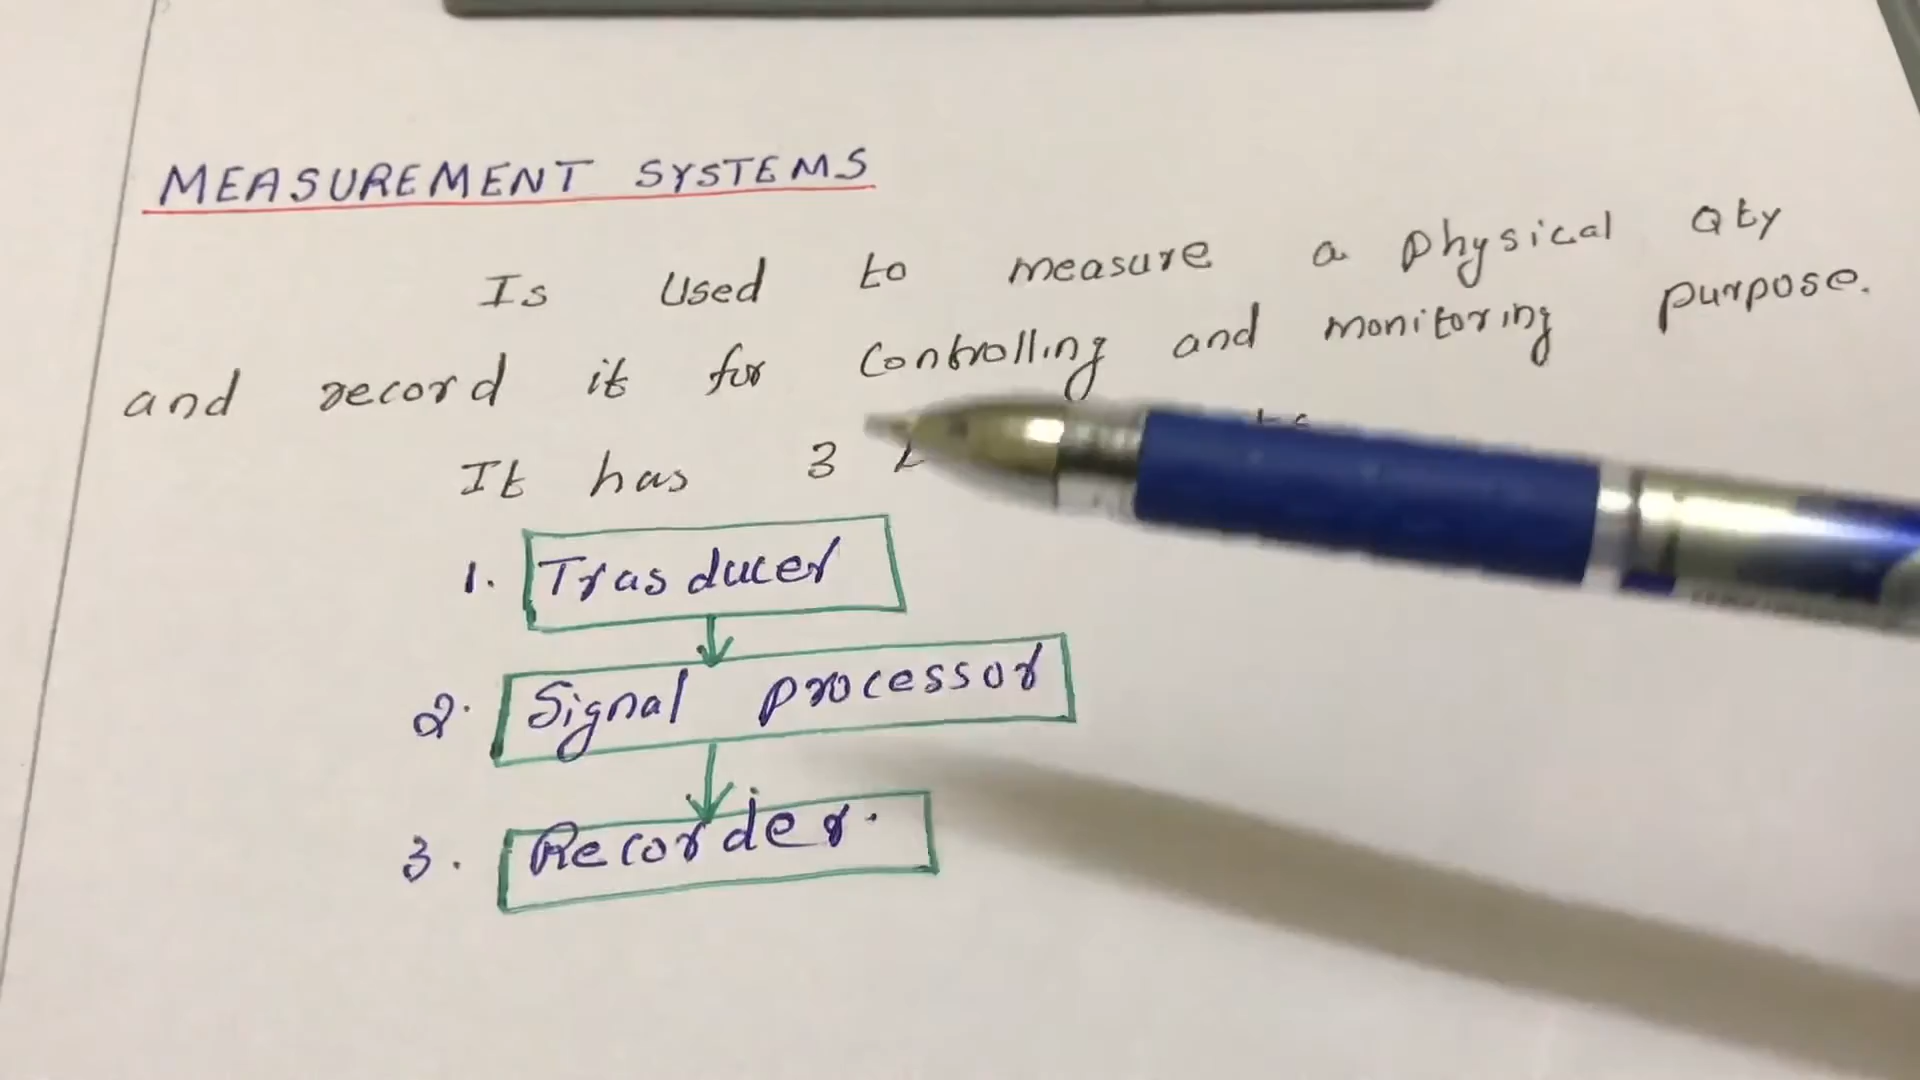 MEASUREMENT SYSTEMS
Is Used to measure a physical Qty
and record it for controlling and monitoring purpose.
It has 3
1. Trasducer
2. Signal processor
3. Recorder.